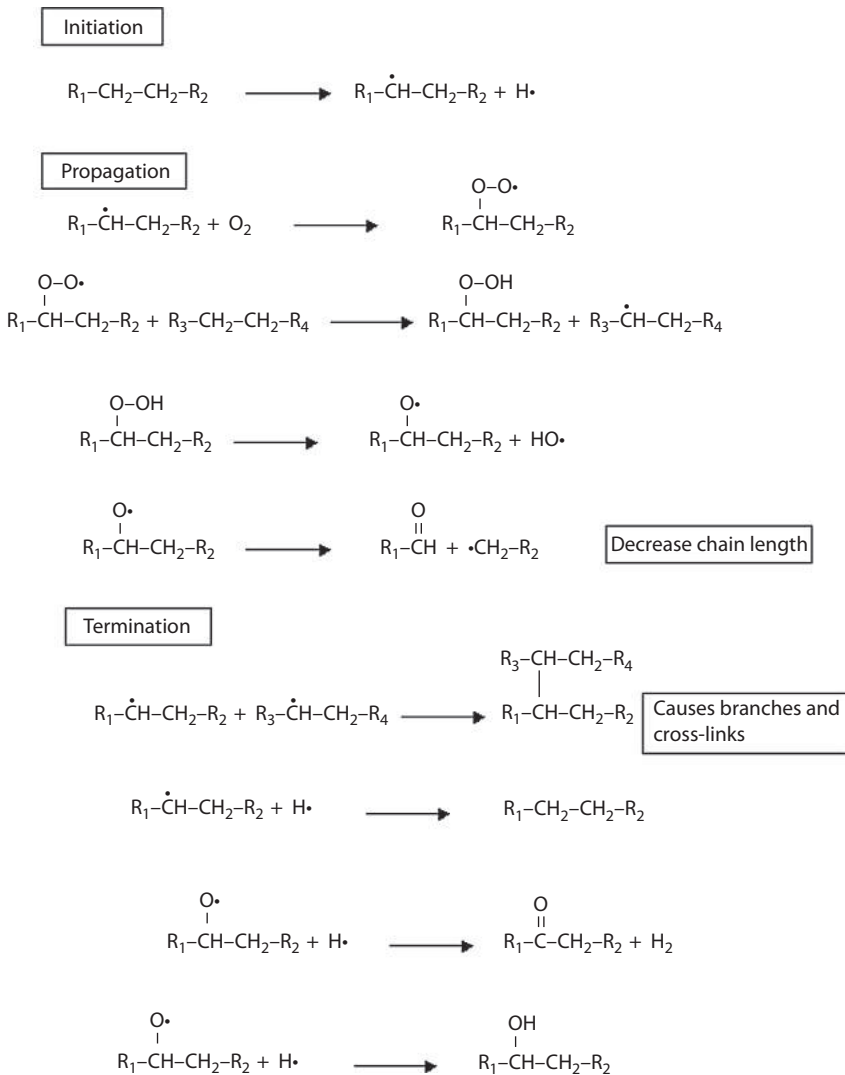 Initiation
R₁–CH₂–CH₂–R₂ ⟶ R₁–ĊH–CH₂–R₂ + H•
Propagation
O–O•
R₁–ĊH–CH₂–R₂ + O₂ ⟶ R₁–CH–CH₂–R₂
O–O• O–OH
R₁–CH–CH₂–R₂ + R₃–CH₂–CH₂–R₄ ⟶ R₁–CH–CH₂–R₂ + R₃–ĊH–CH₂–R₄
O–OH O•
R₁–CH–CH₂–R₂ ⟶ R₁–CH–CH₂–R₂ + HO•
O• O
R₁–CH–CH₂–R₂ ⟶ R₁–CH + •CH₂–R₂ Decrease chain length
Termination
R₃–CH–CH₂–R₄
R₁–ĊH–CH₂–R₂ + R₃–ĊH–CH₂–R₄ ⟶ R₁–CH–CH₂–R₂ Causes branches and
cross-links
R₁–ĊH–CH₂–R₂ + H• ⟶ R₁–CH₂–CH₂–R₂
O• O
R₁–CH–CH₂–R₂ + H• ⟶ R₁–C–CH₂–R₂ + H₂
O• OH
R₁–CH–CH₂–R₂ + H• ⟶ R₁–CH–CH₂–R₂